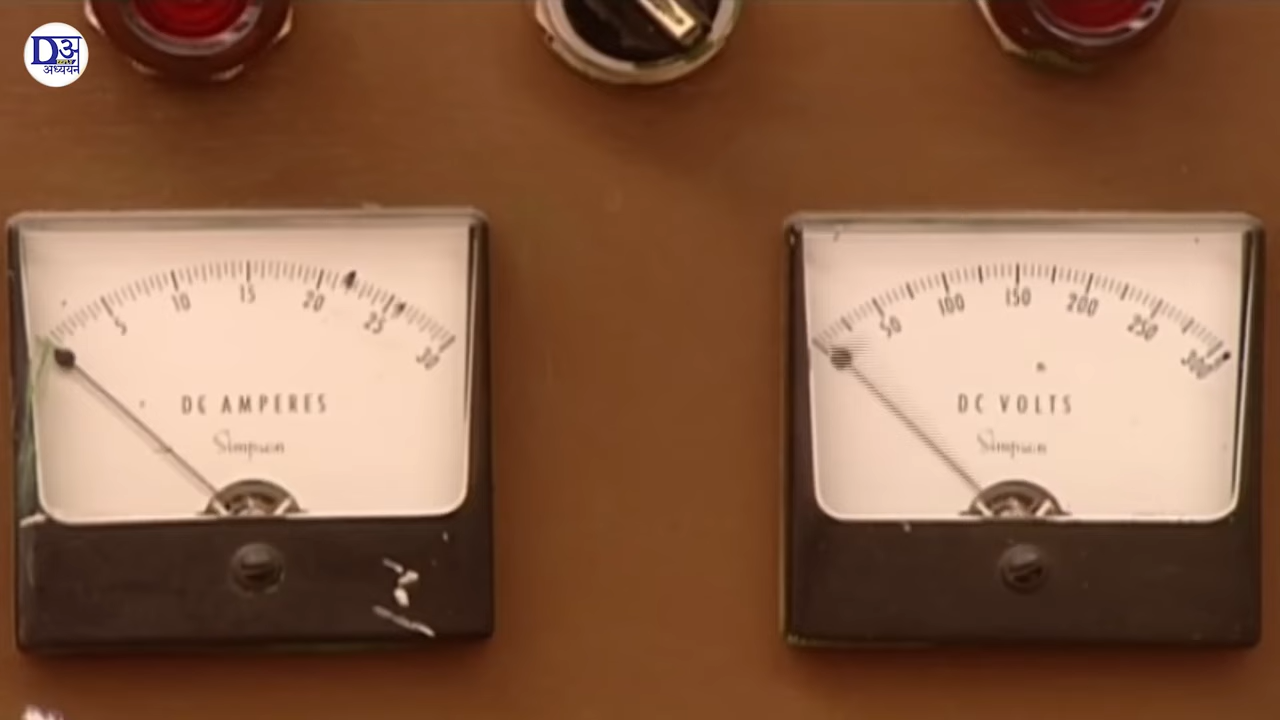 D अ
अध्ययन
5 10 15 20 25 30
DC AMPERES
Simpson
50 100 150 200 250 300
DC VOLTS
Simpson